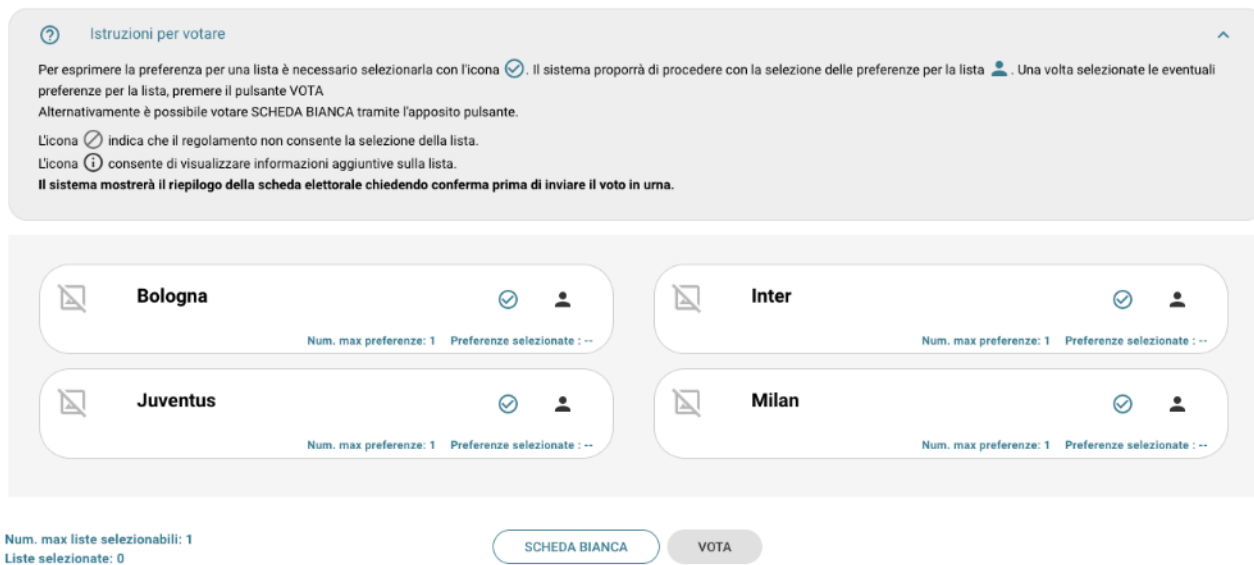 Istruzioni per votare
Per esprimere la preferenza per una lista è necessario selezionarla con l'icona . Il sistema proporrà di procedere con la selezione delle preferenze per la lista . Una volta selezionate le eventuali
preferenze per la lista, premere il pulsante VOTA
Alternativamente è possibile votare SCHEDA BIANCA tramite l'apposito pulsante.
L'icona indica che il regolamento non consente la selezione della lista.
L'icona consente di visualizzare informazioni aggiuntive sulla lista.
Il sistema mostrerà il riepilogo della scheda elettorale chiedendo conferma prima di inviare il voto in urna.
Bologna
Num. max preferenze: 1 Preferenze selezionate : --
Inter
Num. max preferenze: 1 Preferenze selezionate : --
Juventus
Num. max preferenze: 1 Preferenze selezionate : --
Milan
Num. max preferenze: 1 Preferenze selezionate : --
Num. max liste selezionabili: 1
Liste selezionate: 0
SCHEDA BIANCA
VOTA